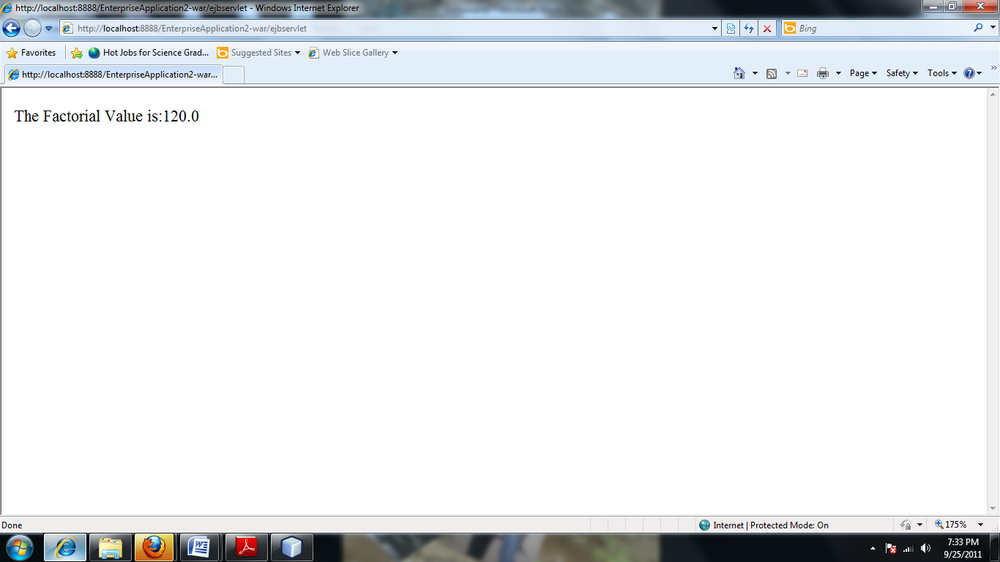 http://localhost:8888/EnterpriseApplication2-war/ejbservlet - Windows Internet Explorer
http://localhost:8888/EnterpriseApplication2-war/ejbservlet
Bing
Favorites
Hot Jobs for Science Grad...
Suggested Sites
Web Slice Gallery
http://localhost:8888/EnterpriseApplication2-war...
Page
Safety
Tools
The Factorial Value is:120.0
Done
Internet | Protected Mode: On
175%
7:33 PM
9/25/2011